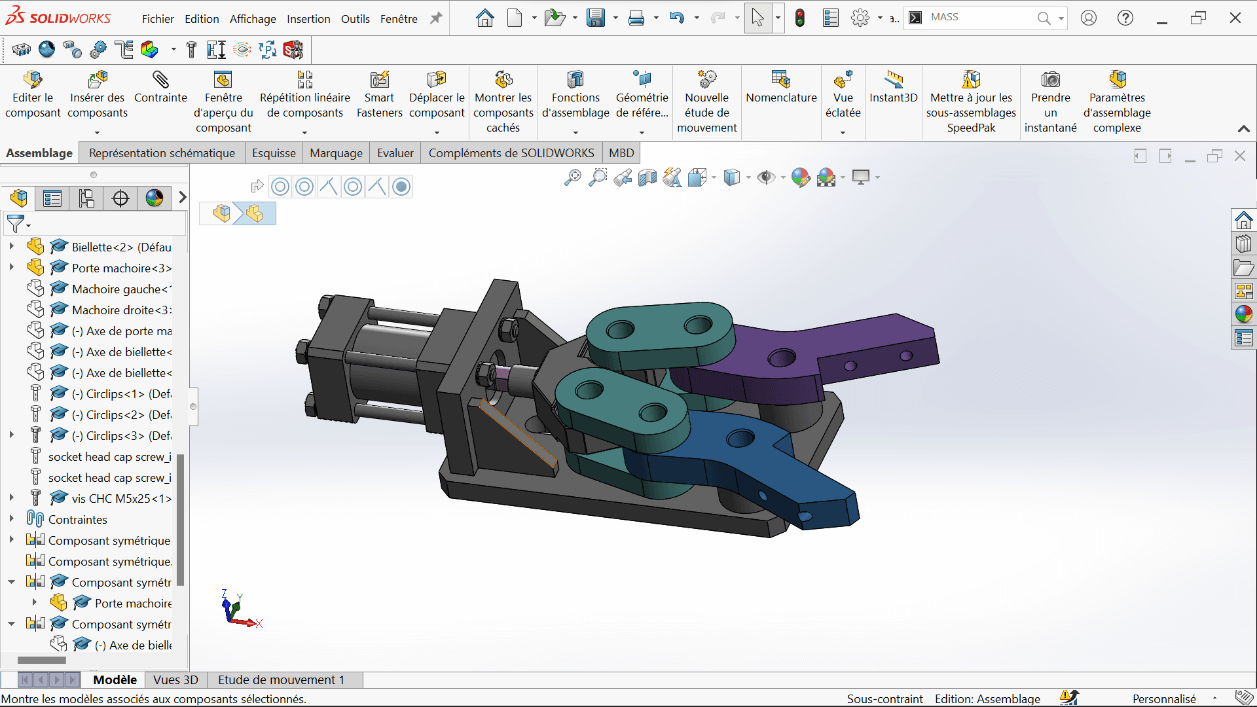 SOLIDWORKS Fichier Edition Affichage Insertion Outils Fenêtre MASS
Editer le composant
Insérer des composants
Contrainte
Fenêtre d'aperçu du composant
Répétition linéaire de composants
Smart Fasteners
Déplacer le composant
Montrer les composants cachés
Fonctions d'assemblage
Géométrie de référe...
Nouvelle étude de mouvement
Nomenclature
Vue éclatée
Instant3D
Mettre à jour les sous-assemblages SpeedPak
Prendre un instantané
Paramètres d'assemblage complexe
Assemblage Représentation schématique Esquisse Marquage Evaluer Compléments de SOLIDWORKS MBD
Biellette<2> (Défau
Porte machoire<3>
Machoire gauche<1
Machoire droite<3>
(-) Axe de porte ma
(-) Axe de biellette<
(-) Axe de biellette<
(-) Circlips<1> (Def
(-) Circlips<2> (Def
(-) Circlips<3> (Def
socket head cap screw_i
socket head cap screw_i
vis CHC M5x25<1>
Contraintes
Composant symétrique
Composant symétrique.
Composant symétr
Porte machoire
Composant symétr
(-) Axe de bielle
Z Y X
Modèle Vues 3D Etude de mouvement 1
Montre les modèles associés aux composants sélectionnés. Sous-contraint Edition: Assemblage Personnalisé